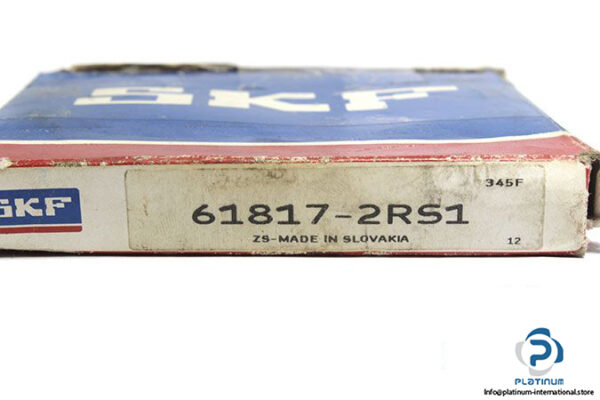 SKF
SKF
345F
61817-2RS1
ZS-MADE IN SLOVAKIA
12
PLATINUM
Info@platinum-international.store